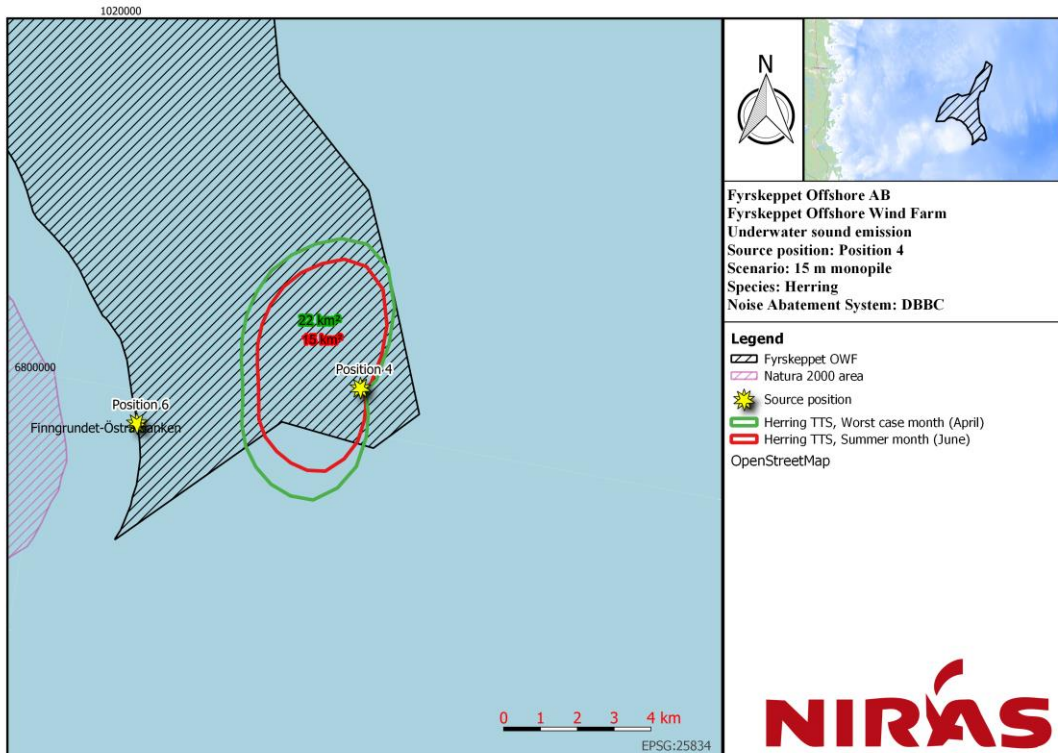 1020000
N
Fyrskeppet Offshore AB
Fyrskeppet Offshore Wind Farm
Underwater sound emission
Source position: Position 4
Scenario: 15 m monopile
Species: Herring
Noise Abatement System: DBBC
Legend
Fyrskeppet OWF
Natura 2000 area
Source position
Herring TTS, Worst case month (April)
Herring TTS, Summer month (June)
OpenStreetMap
22 km²
15 km²
6800000
Position 4
Position 6
Finngrundet-Östra Banken
0 1 2 3 4 km
EPSG:25834
NIRAS